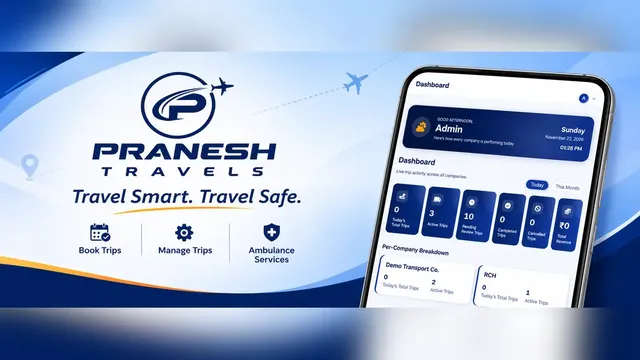 P
PRANESH
TRAVELS
Travel Smart. Travel Safe.
Book Trips
Manage Trips
Ambulance
Services
Dashboard
A
GOOD AFTERNOON,
Admin
Here's how every company is performing today.
Sunday
November 22, 2026
01:28 PM
Dashboard
Live trip activity across all companies.
Today
This Month
0
Today's
Total Trips
3
Active Trips
10
Pending
Review Trips
0
Completed
Trips
0
Cancelled
Trips
₹0
Total
Revenue
Per-Company Breakdown
Demo Transport Co.
0
Today's Total Trips
2
Active Trips
RCH
0
Today's Total Trips
1
Active Trips